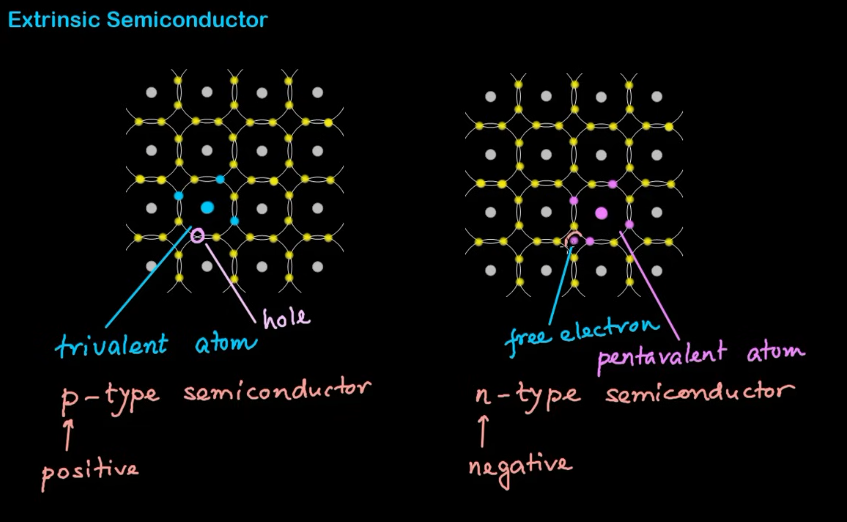 Extrinsic Semiconductor
hole
trivalent atom
p-type semiconductor
positive
free electron
pentavalent atom
n-type semiconductor
negative